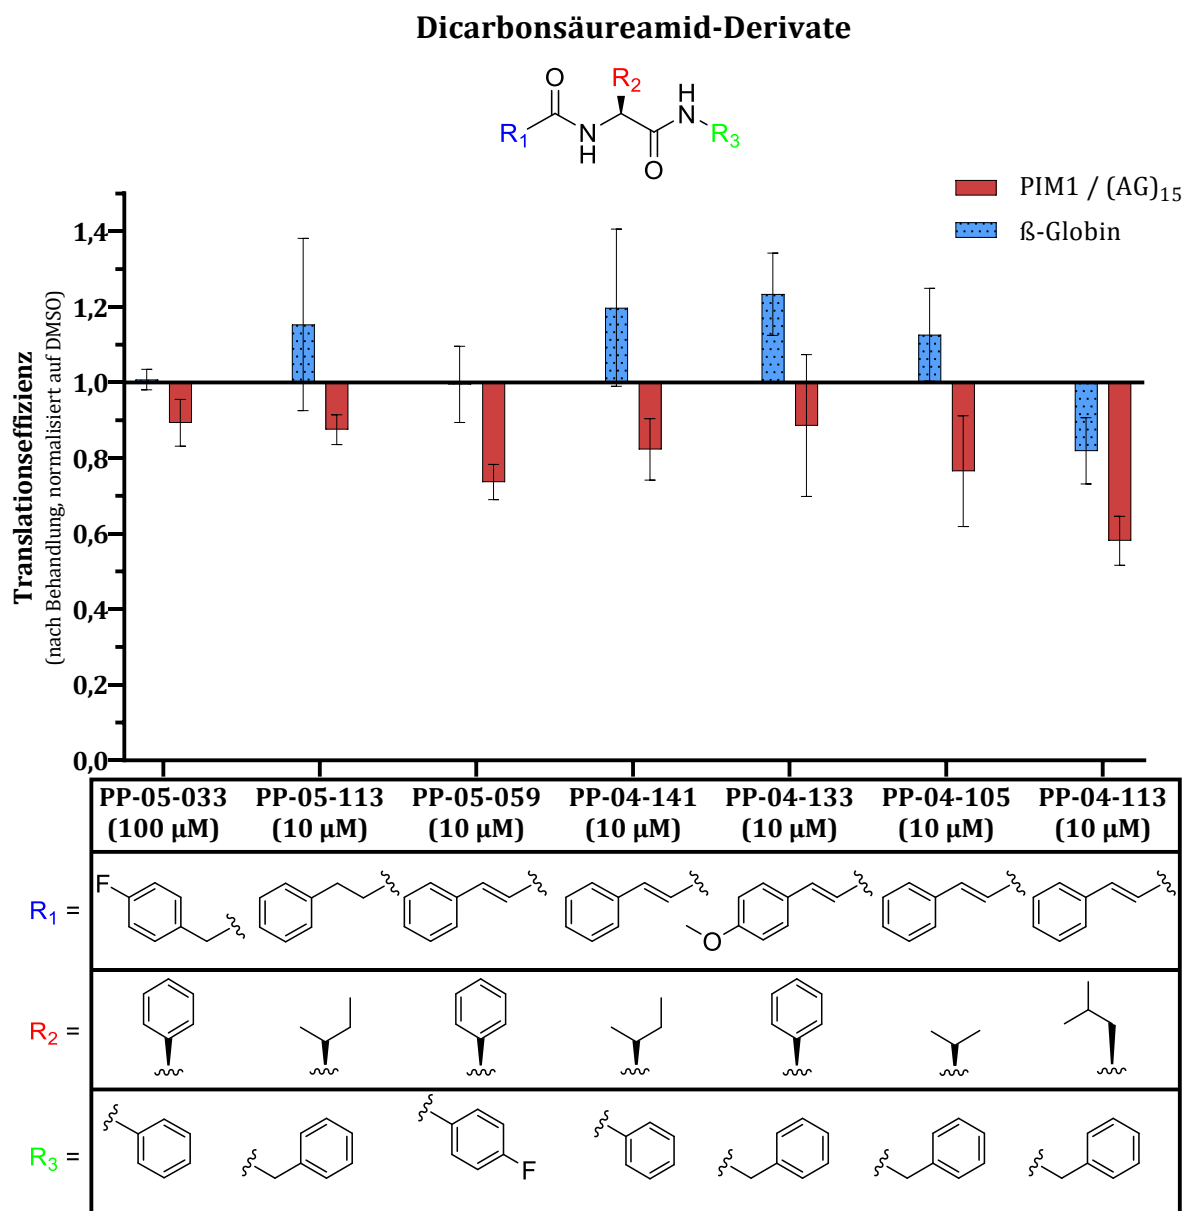 Dicarbonsäureamid-Derivate
O
R2
H
N
R1
N
H
O
R3
PIM1 / (AG)15
ß-Globin
Translationseffizienz
(nach Behandlung, normalisiert auf DMSO)
1,4
1,2
1,0
0,8
0,6
0,4
0,2
0,0
PP-05-033 PP-05-113 PP-05-059 PP-04-141 PP-04-133 PP-04-105 PP-04-113
(100 µM) (10 µM) (10 µM) (10 µM) (10 µM) (10 µM) (10 µM)
R1 =
F
O
R2 =
R3 =
F